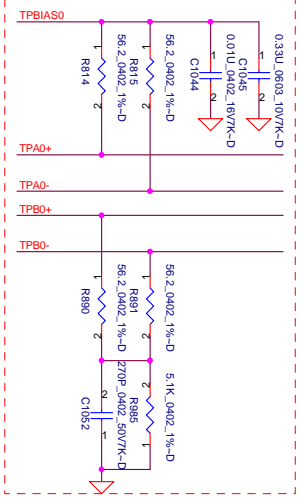 TPBIAS0
1
R814
2
56.2_0402_1%~D
1
R815
2
56.2_0402_1%~D
1
C1044
2
0.01U_0402_16V7K~D
1
C1045
2
0.33U_0603_10V7K~D
TPA0+
TPA0-
TPB0+
TPB0-
1
R890
2
56.2_0402_1%~D
1
R891
2
56.2_0402_1%~D
2
C1052
1
270P_0402_50V7K~D
2
R985
1
5.1K_0402_1%~D